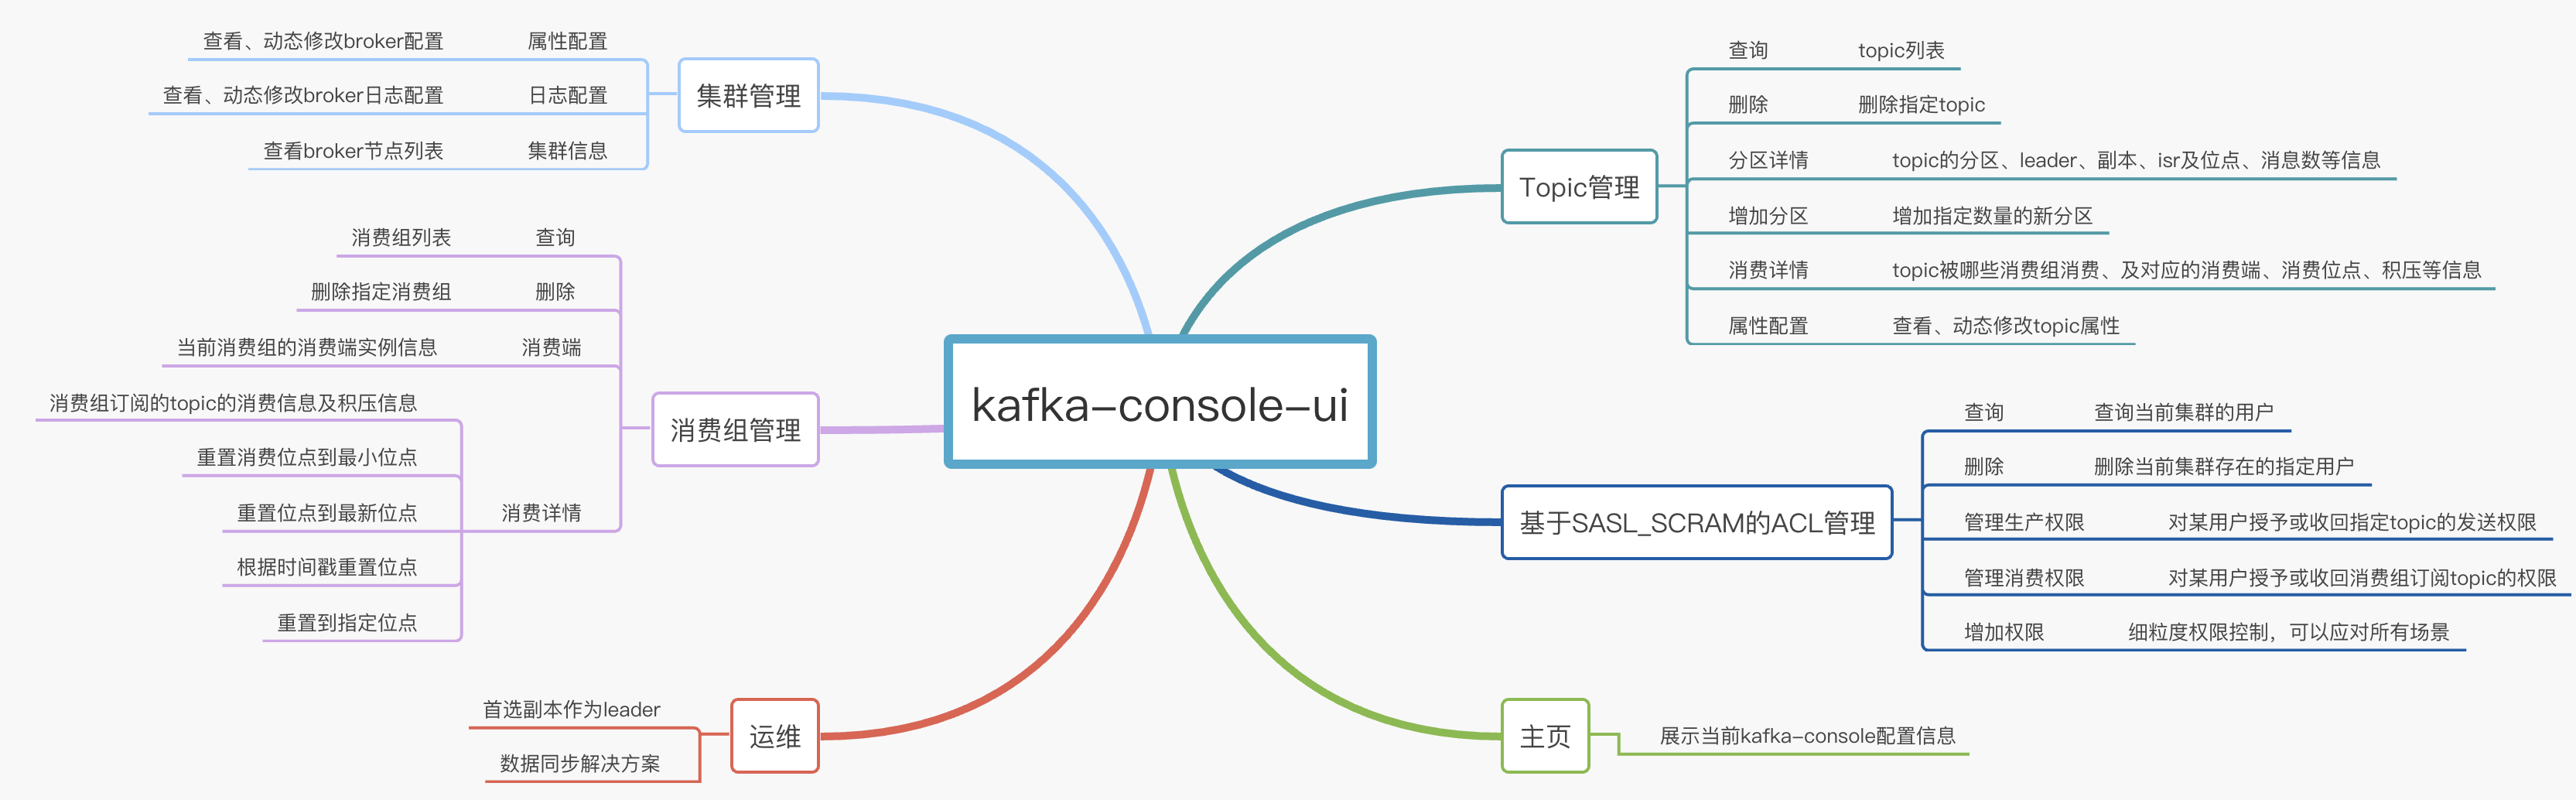 kafka-console-ui
集群管理
查看、动态修改broker配置 属性配置
查看、动态修改broker日志配置 日志配置
查看broker节点列表 集群信息
消费组管理
消费组列表 查询
删除指定消费组 删除
当前消费组的消费端实例信息 消费端
消费详情
消费组订阅的topic的消费信息及积压信息
重置消费位点到最小位点
重置位点到最新位点
根据时间戳重置位点
重置到指定位点
运维
首选副本作为leader
数据同步解决方案
Topic管理
查询 topic列表
删除 删除指定topic
分区详情 topic的分区、leader、副本、isr及位点、消息数等信息
增加分区 增加指定数量的新分区
消费详情 topic被哪些消费组消费、及对应的消费端、消费位点、积压等信息
属性配置 查看、动态修改topic属性
基于SASL_SCRAM的ACL管理
查询 查询当前集群的用户
删除 删除当前集群存在的指定用户
管理生产权限 对某用户授予或收回指定topic的发送权限
管理消费权限 对某用户授予或收回消费组订阅topic的权限
增加权限 细粒度权限控制，可以应对所有场景
主页
展示当前kafka-console配置信息